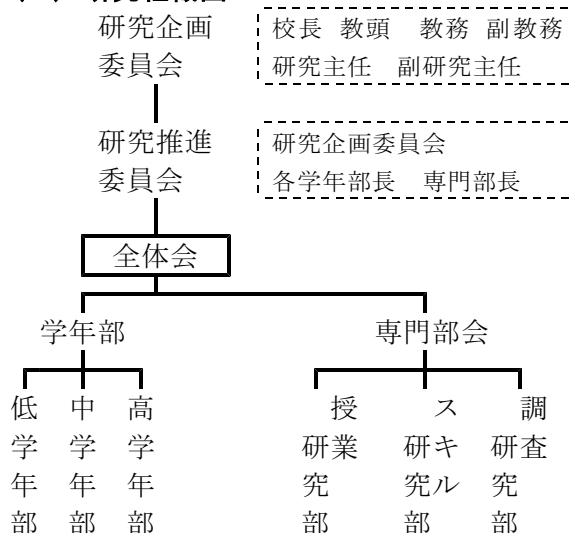 研究企画
委員会
校長 教頭 教務 副教務
研究主任 副研究主任
研究推進
委員会
研究企画委員会
各学年部長 専門部長
全体会
学年部
専門部会
低学年部
中学年部
高学年部
授業研究部
スキル研究部
調査研究部